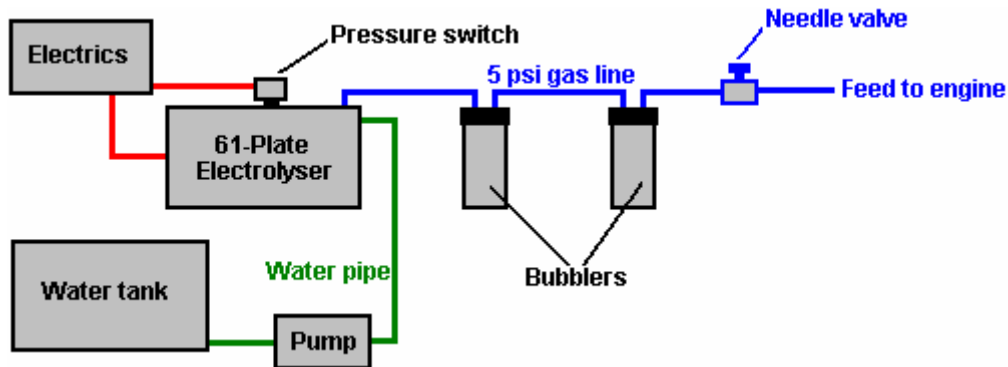 Electrics
Pressure switch
Needle valve
5 psi gas line
Feed to engine
61-Plate
Electrolyser
Water tank
Water pipe
Pump
Bubblers